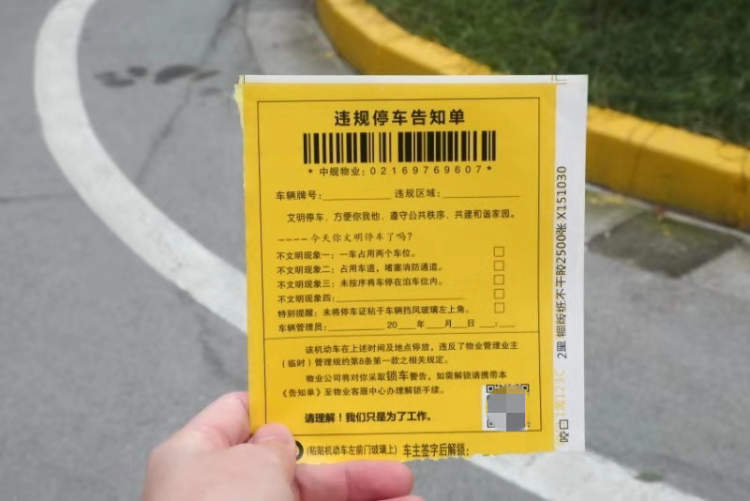 违规停车告知单
* 中舰物业:02169769607*
车辆牌号: 违规区域:
文明停车、方便你我他、遵守公共秩序、共建和谐家园。
----今天你文明停车了吗?
不文明现象一:一车占用两个车位。
不文明现象二:占用车道,堵塞消防通道。
不文明现象三:未按序将车停在泊车位内。
不文明现象四:
特别提醒:未将停车证贴于车辆挡风玻璃左上角。
车辆管理员: 20 年 月 日 :
该机动车在上述时间及地点停放,违反了物业管理业主
(临时)管理规约第8条第一款之相关规定。
物业公司将对你采取锁车警告,如需解锁请携带本
《告知单》至物业客服中心办理解锁手续。
请理解!我们只是为了工作。
(粘贴机动车左前门玻璃上) 车主签字后解锁:
2500张 X151030